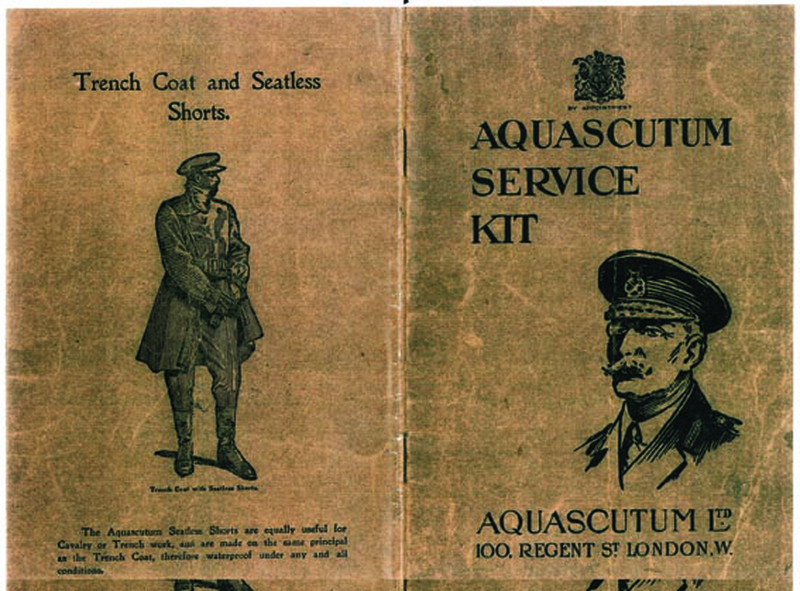 Trench Coat and Seatless
Shorts.
Trench Coat with Seatless Shorts.
The Aquascutum Seatless Shorts are equally useful for
Cavalry or Trench work, and are made on the same principal
as the Trench Coat, therefore waterproof under any and all
conditions.
BY APPOINTMENT
AQUASCUTUM
SERVICE
KIT
AQUASCUTUM LTD
100, REGENT ST LONDON, W.